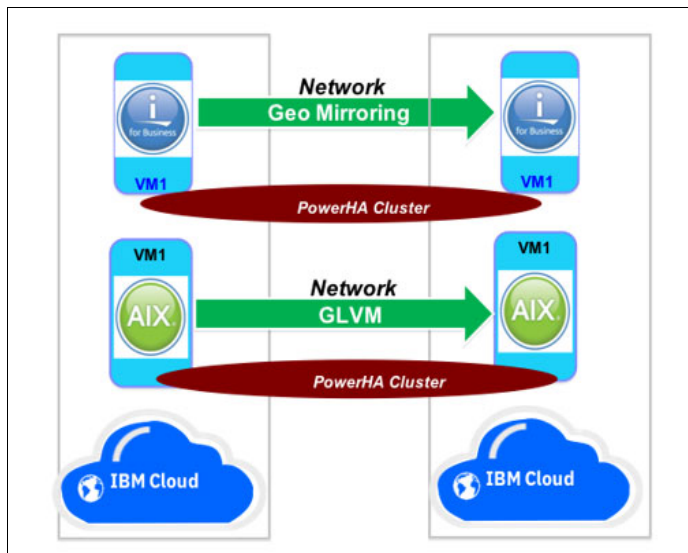 Network
i
for Business
Geo Mirroring
i
for Business
VM1
VM1
PowerHA Cluster
VM1
VM1
Network
AIX
GLVM
AIX
PowerHA Cluster
IBM Cloud
IBM Cloud